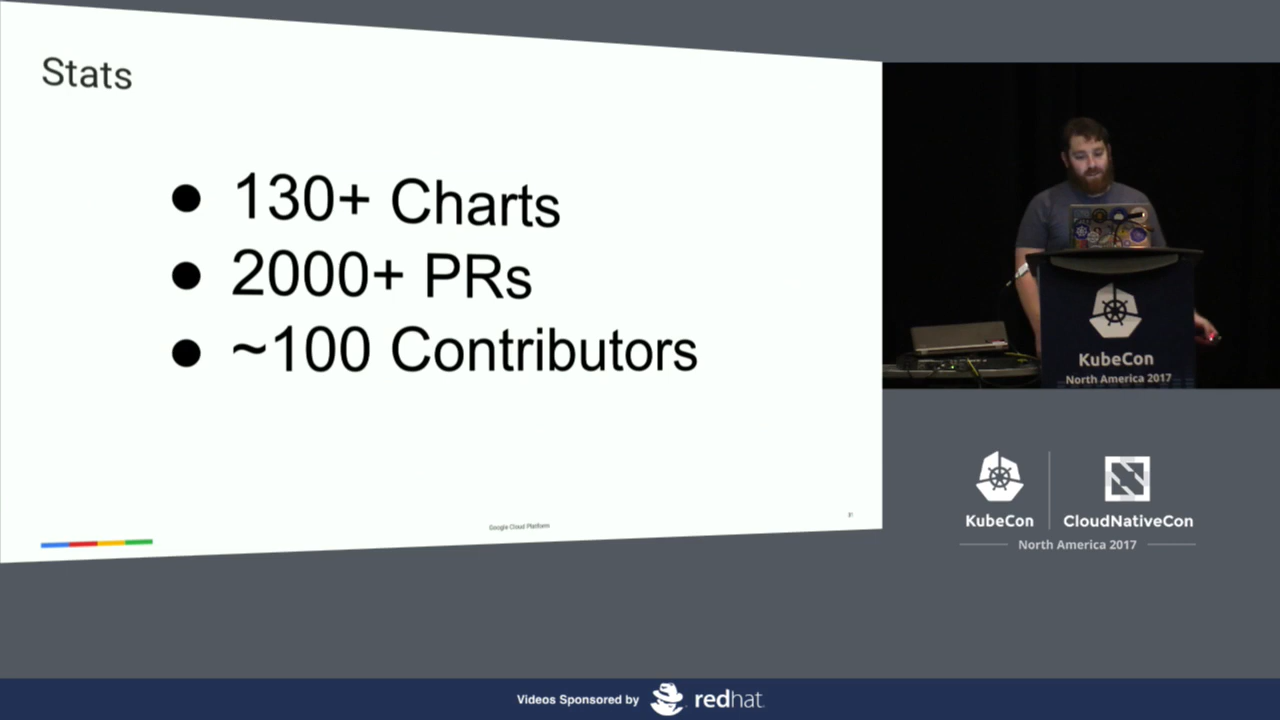 Stats
● 130+ Charts
● 2000+ PRs
● ~100 Contributors
Google Cloud Platform
31
KubeCon
North America 2017
KubeCon
CloudNativeCon
North America 2017
Videos Sponsored by
redhat.